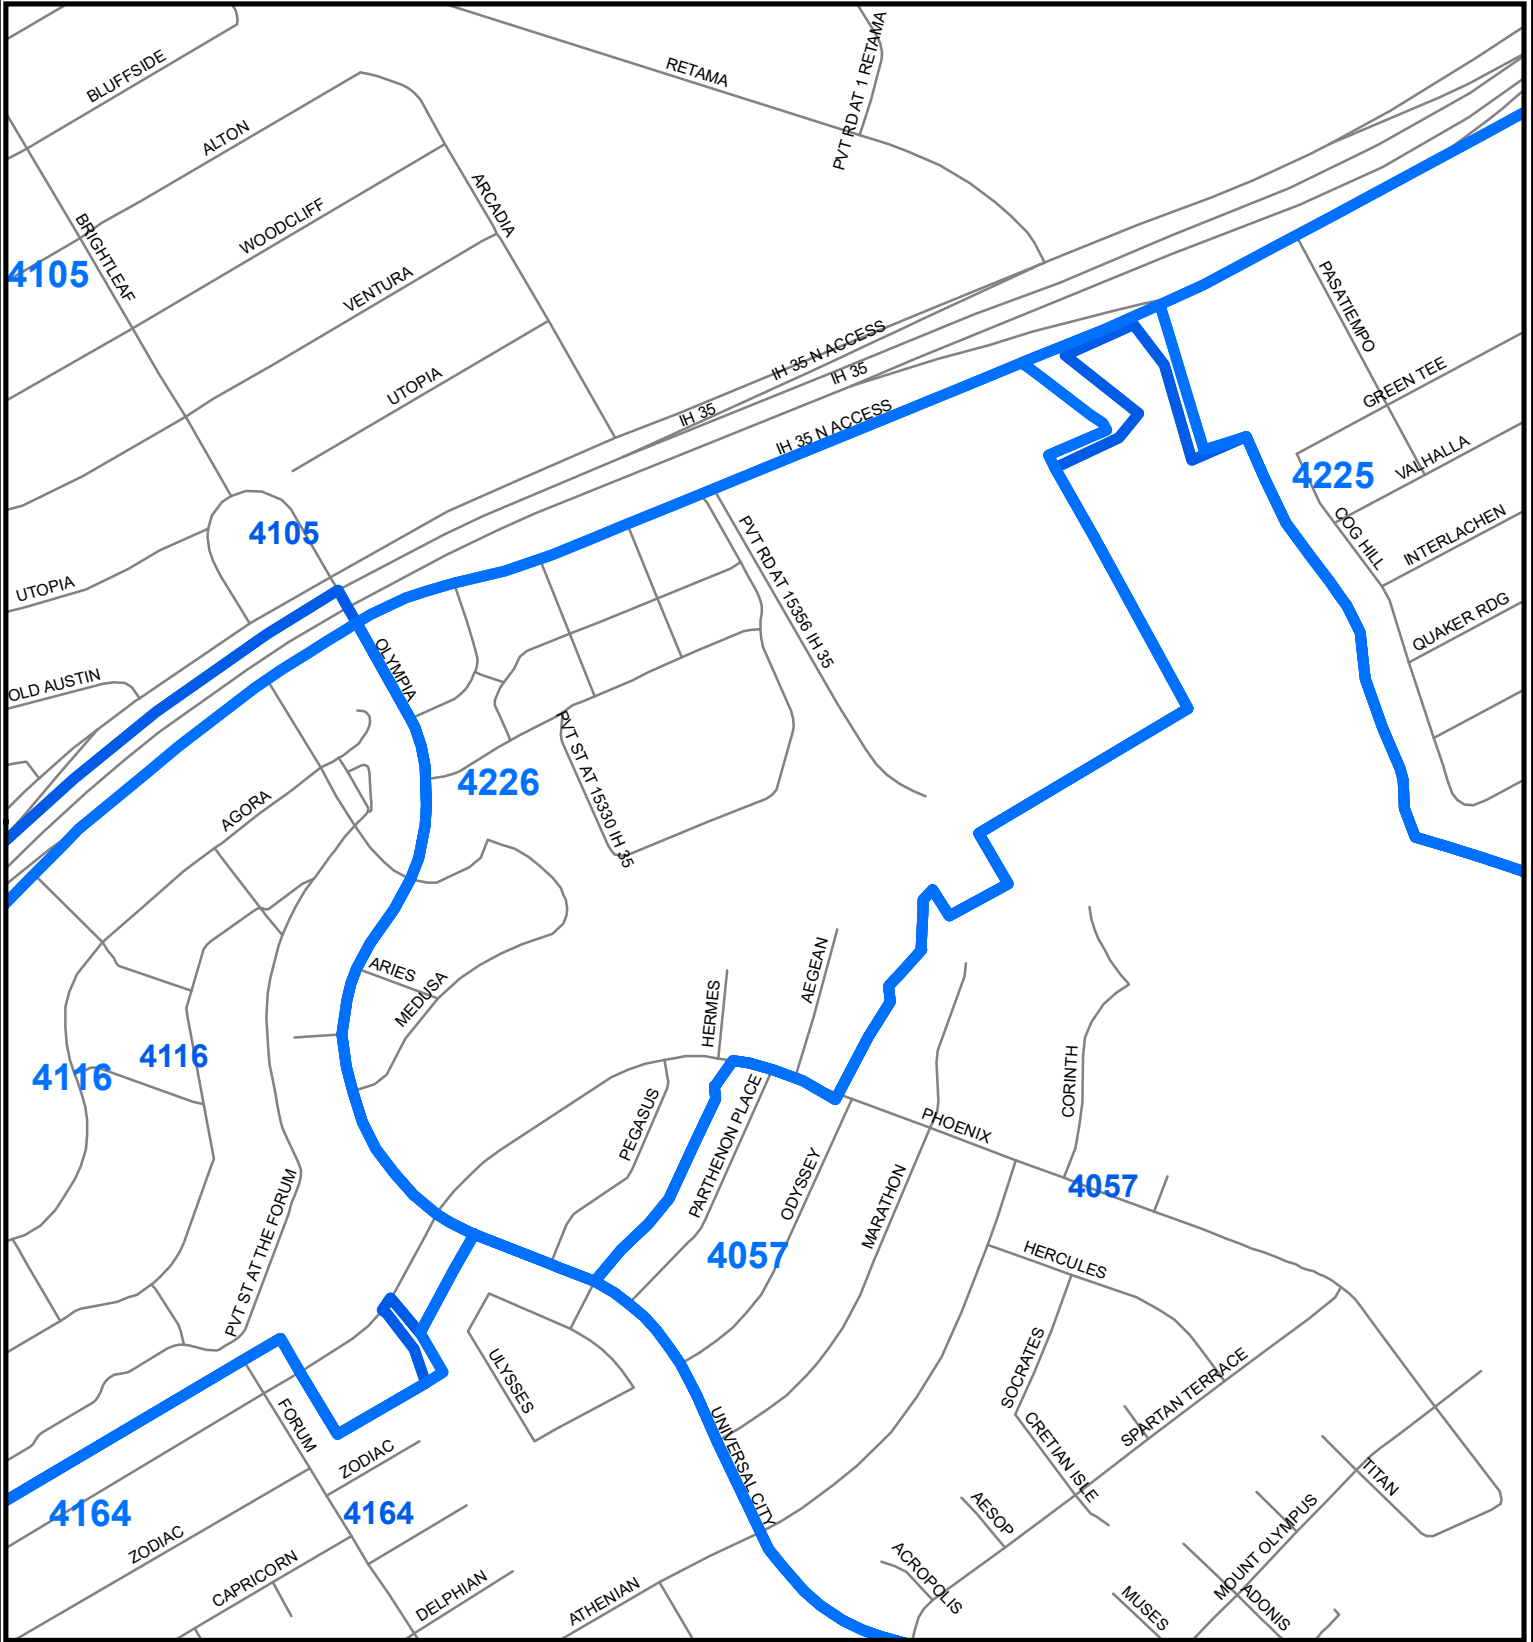 RETAMA
PVT RD AT 1 RETAMA
BLUFFSIDE
ALTON
WOODCLIFF
ARCADIA
BRIGHTLEAF
4105
VENTURA
PASATIEMPO
IH 35 N ACCESS
IH 35
UTOPIA
GREEN TEE
IH 35
IH 35 N ACCESS
4225
VALHALLA
4105
COG HILL
INTERLACHEN
PVT RD AT 15356 IH 35
UTOPIA
QUAKER RDG
OLYMPIA
OLD AUSTIN
4226
PVT ST AT 15330 IH 35
AGORA
ARIES
MEDUSA
HERMES
AEGEAN
4116
4116
CORINTH
PEGASUS
PARTHENON PLACE
PHOENIX
ODYSSEY
MARATHON
4057
PVT ST AT THE FORUM
4057
HERCULES
ULYSSES
SOCRATES
SPARTAN TERRACE
FORUM
UNIVERSAL CITY
CRETIAN ISLE
ZODIAC
TITAN
4164
4164
AESOP
ZODIAC
MOUNT OLYMPUS
CAPRICORN
ACROPOLIS
DELPHIAN
ATHENIAN
MUSES
ADONIS